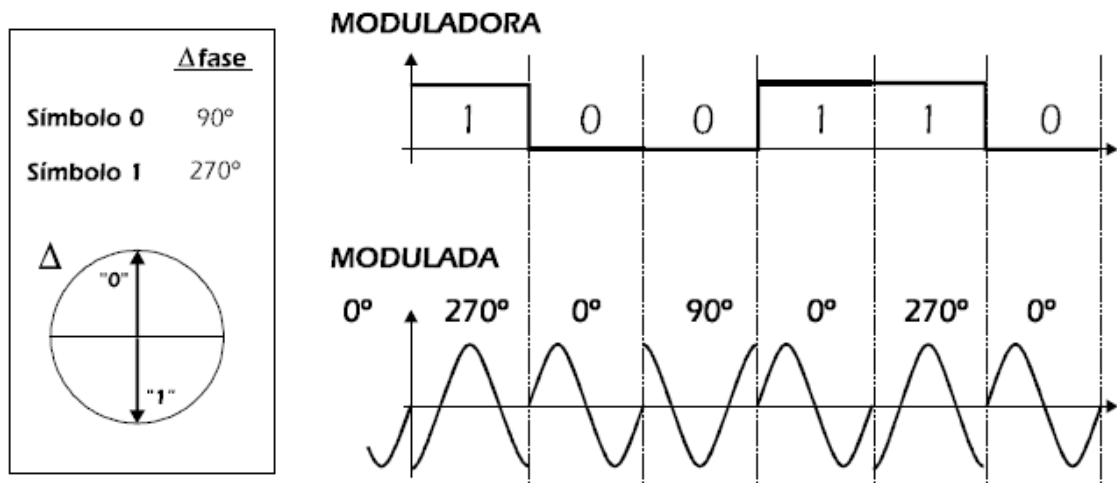 Δfase
Símbolo 0 90º
Símbolo 1 270º
Δ
"0"
"1"
MODULADORA
1 0 0 1 1 0
MODULADA
0º 270º 0º 90º 0º 270º 0º